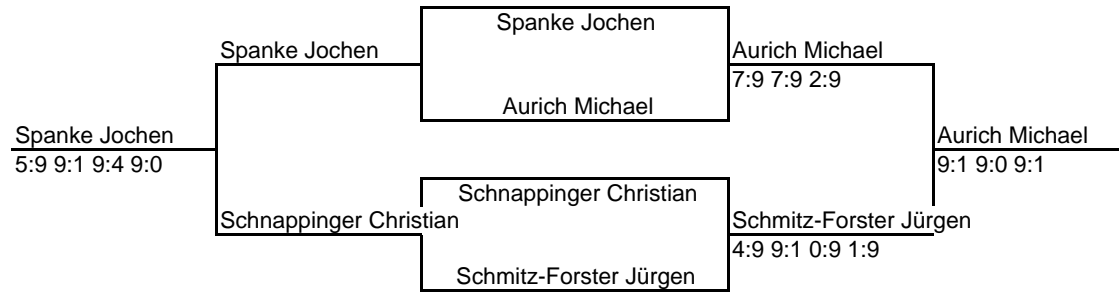 Spanke Jochen
Spanke Jochen
Aurich Michael
7:9 7:9 2:9
Aurich Michael
Spanke Jochen
Aurich Michael
5:9 9:1 9:4 9:0
9:1 9:0 9:1
Schnappinger Christian
Schnappinger Christian
Schmitz-Forster Jürgen
4:9 9:1 0:9 1:9
Schmitz-Forster Jürgen